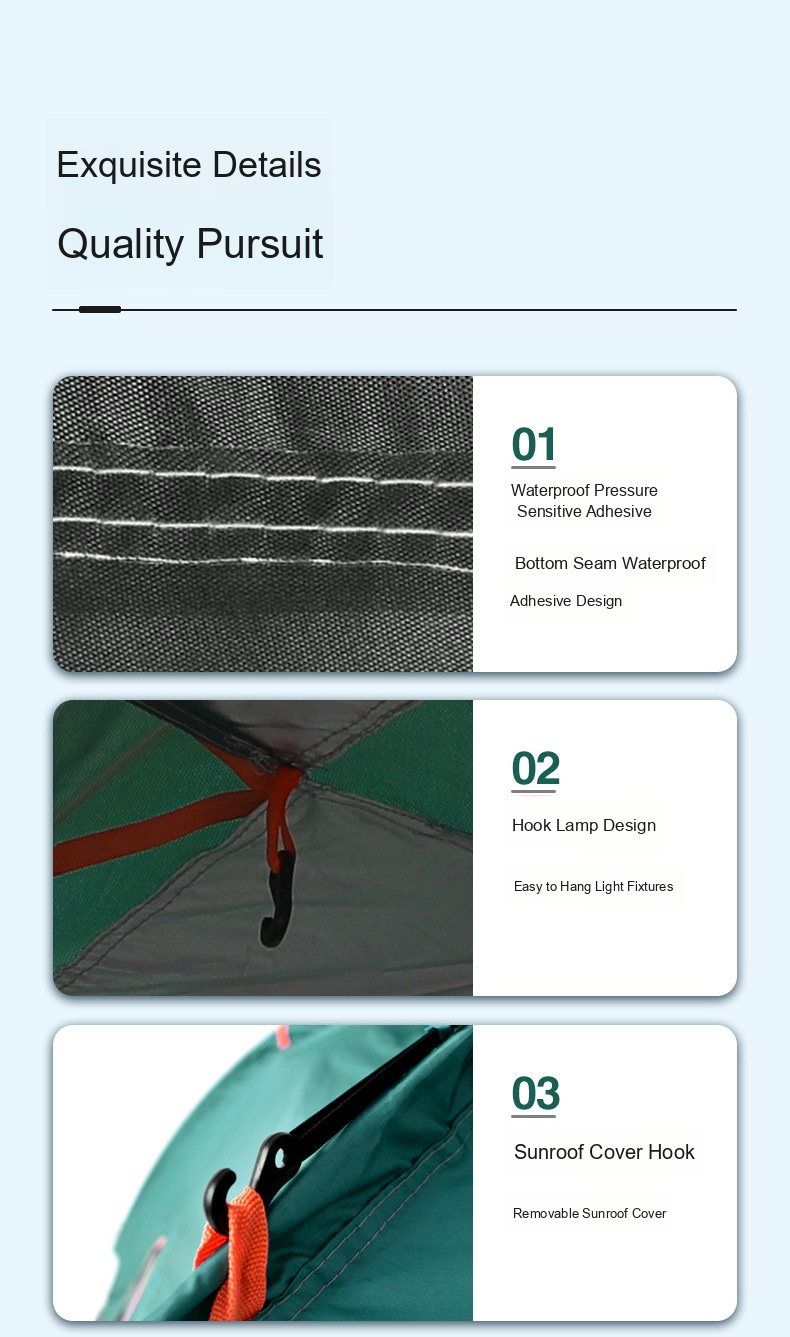 Exquisite Details
Quality Pursuit
01
Waterproof Pressure
Sensitive Adhesive
Bottom Seam Waterproof
Adhesive Design
02
Hook Lamp Design
Easy to Hang Light Fixtures
03
Sunroof Cover Hook
Removable Sunroof Cover